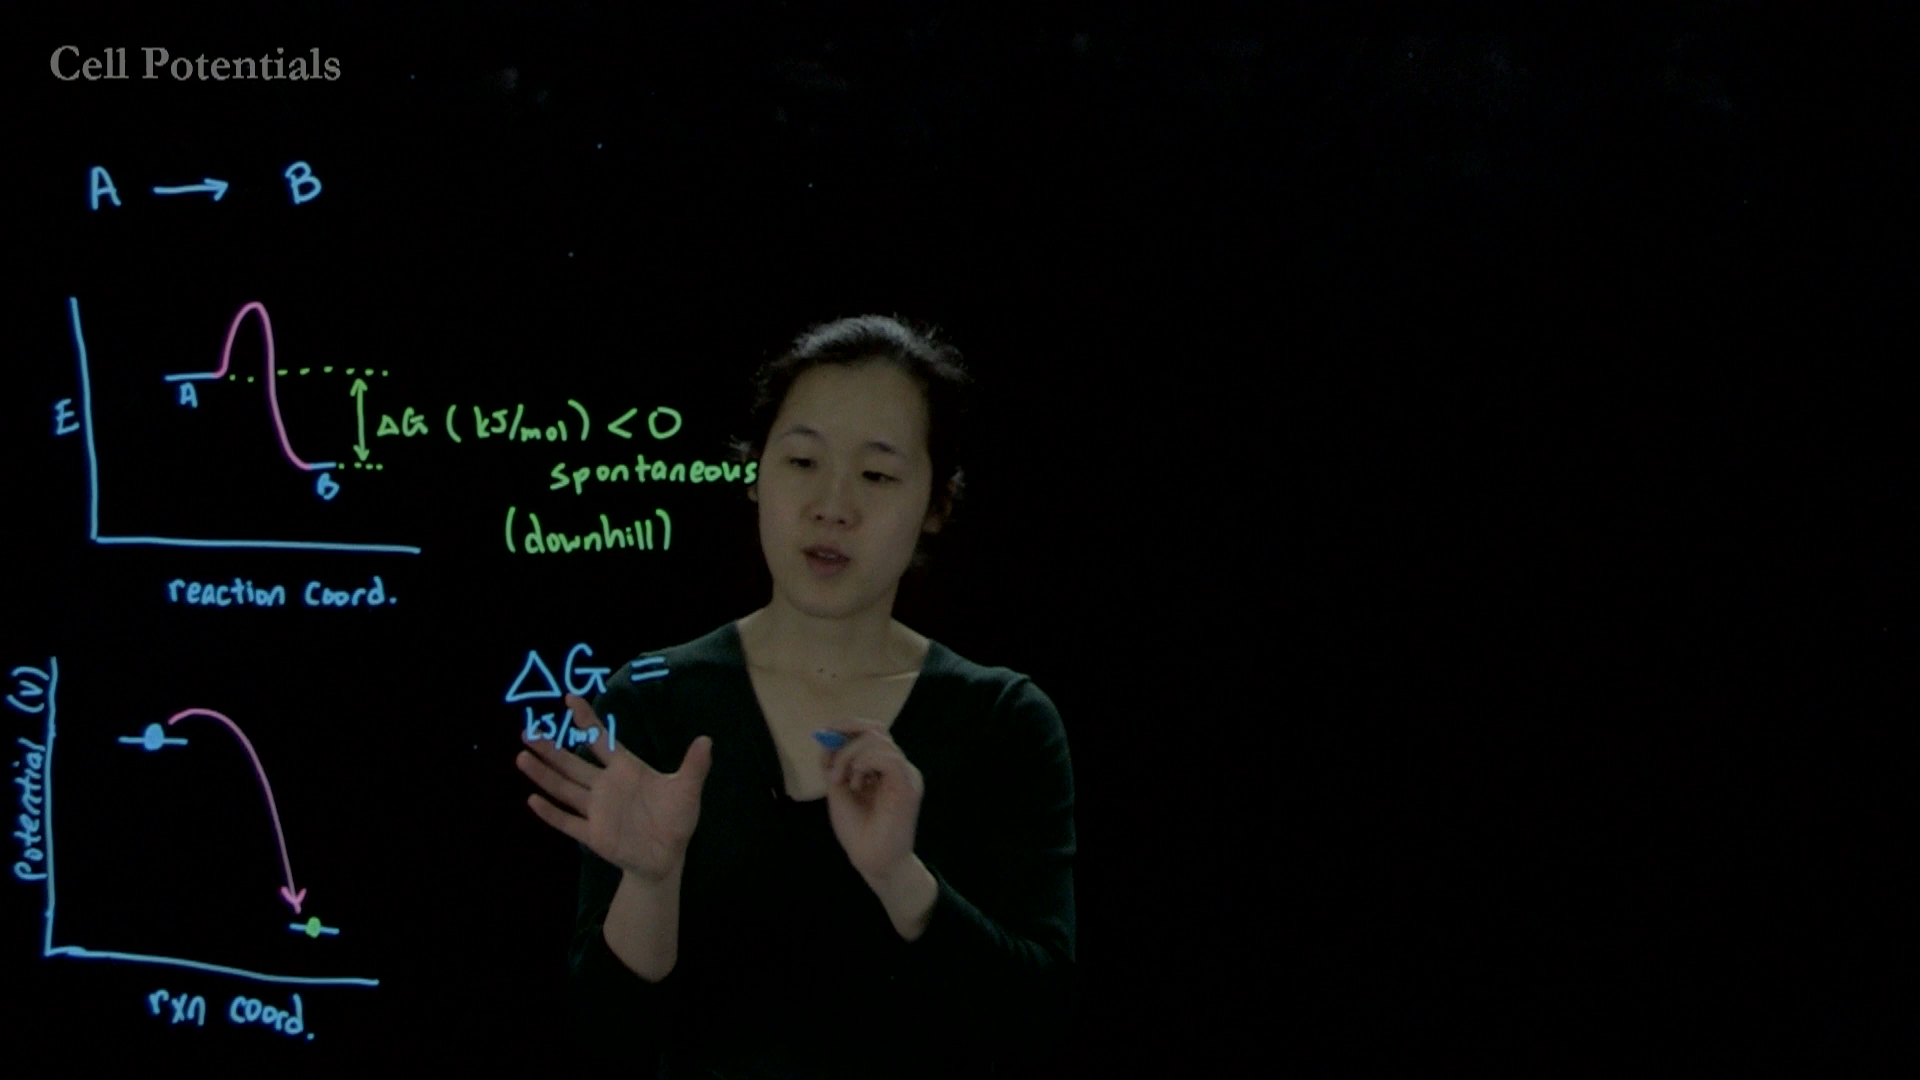 Cell Potentials
A → B
E
A
ΔG (kJ/mol) < 0
spontaneous
B
(downhill)
reaction coord.
ΔG =
kJ/mol
Potential (V)
rxn coord.